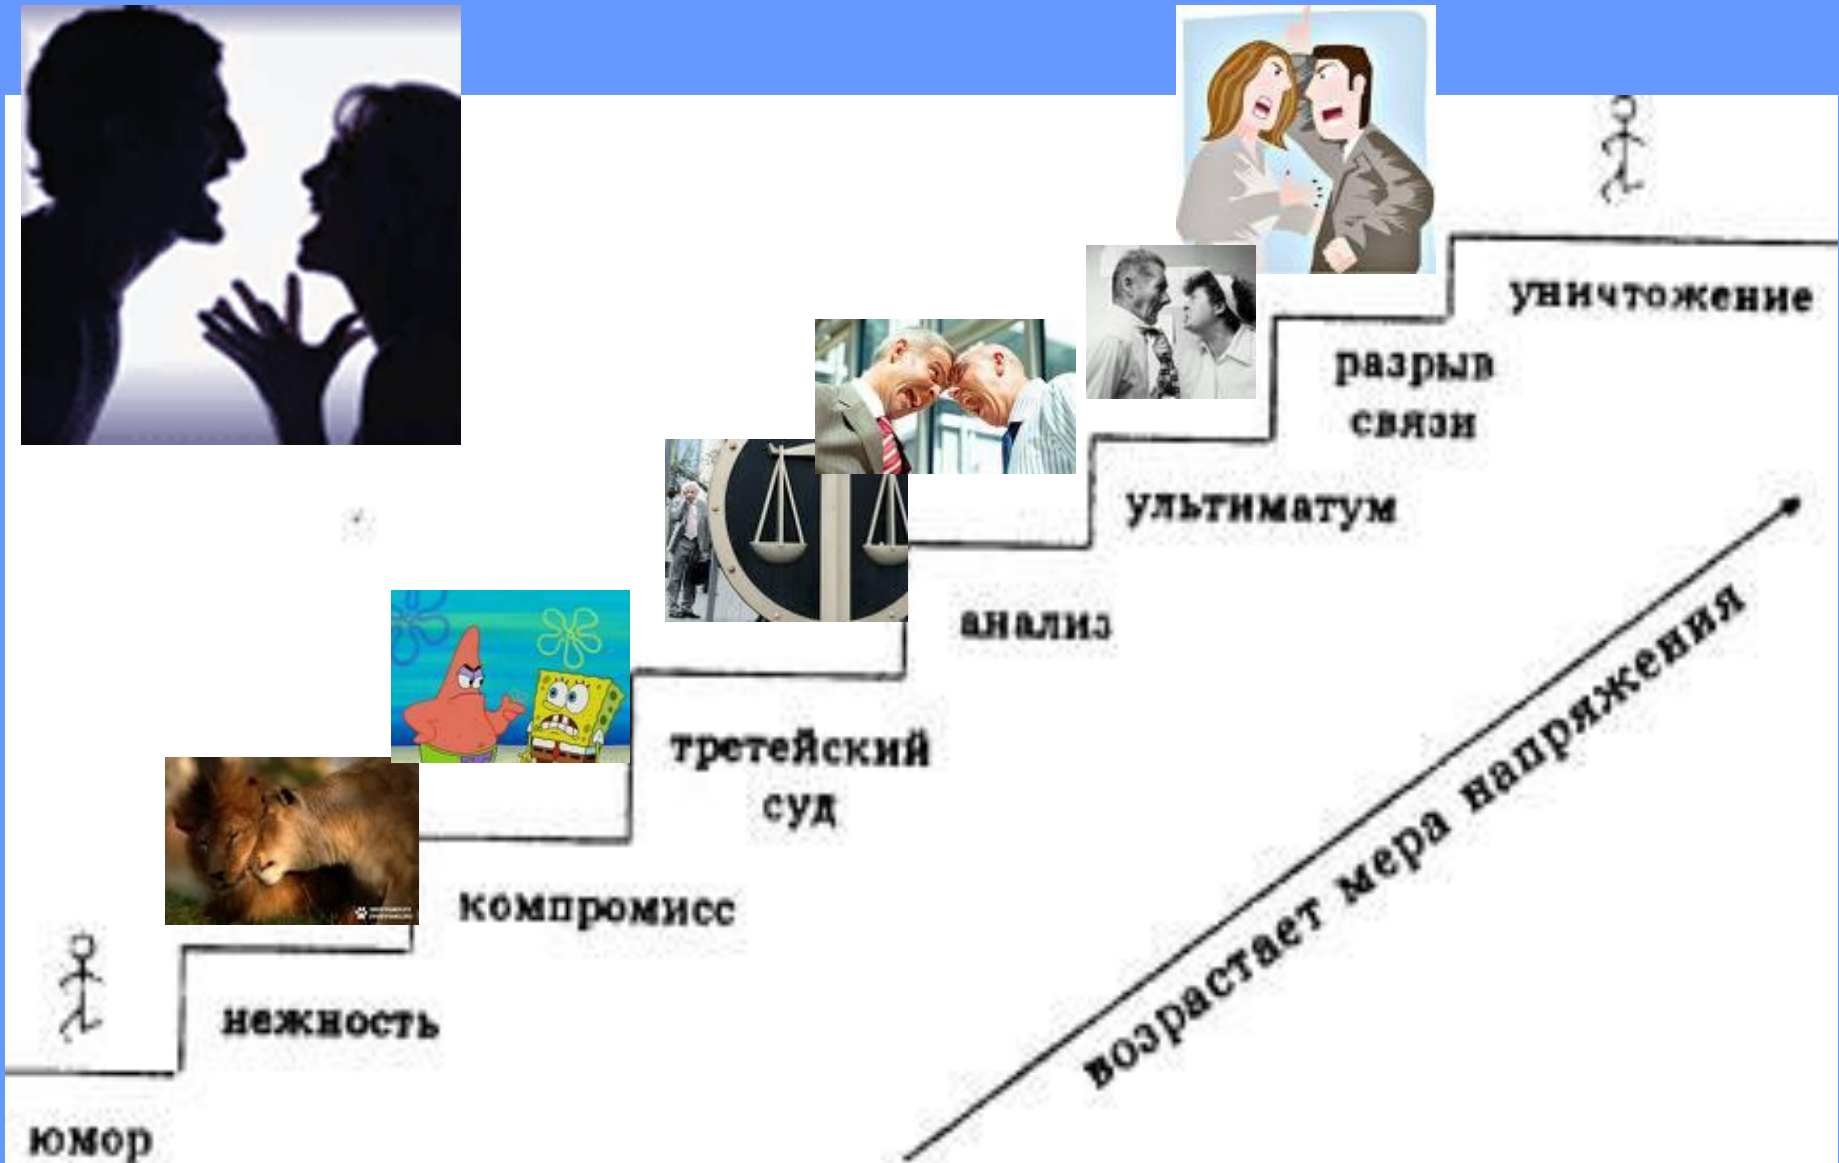 уничтожение
разрыв
связи
ультиматум
анализ
третейский
суд
компромисс
нежность
юмор
возрастает мера напряжения